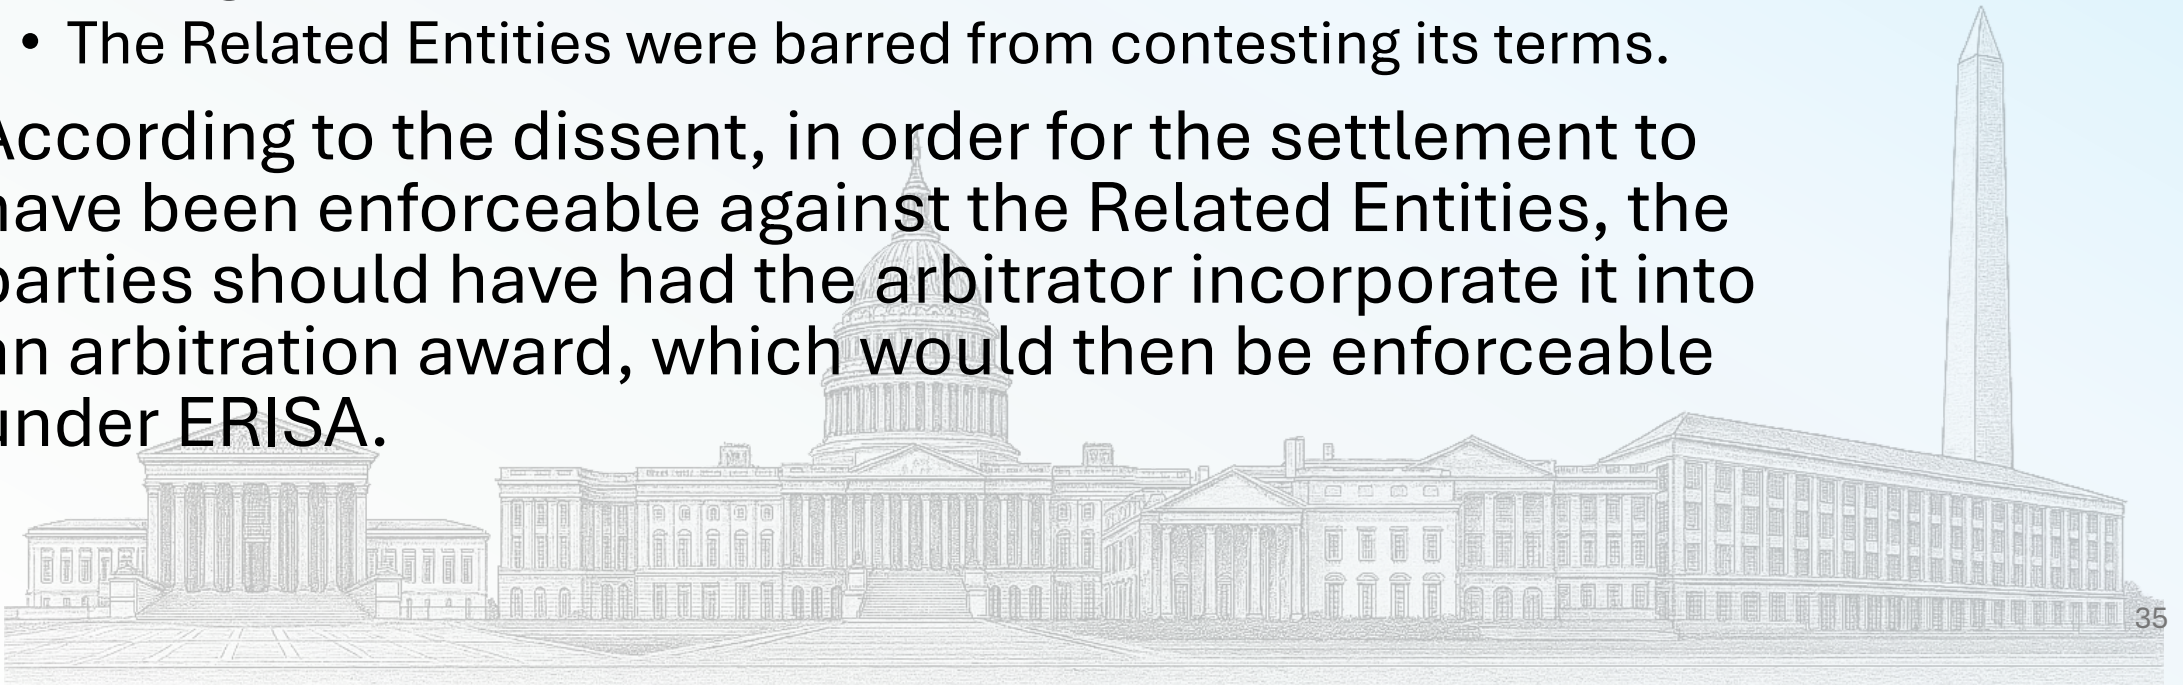 • The Related Entities were barred from contesting its terms.
According to the dissent, in order for the settlement to
have been enforceable against the Related Entities, the
parties should have had the arbitrator incorporate it into
an arbitration award, which would then be enforceable
under ERISA.
35